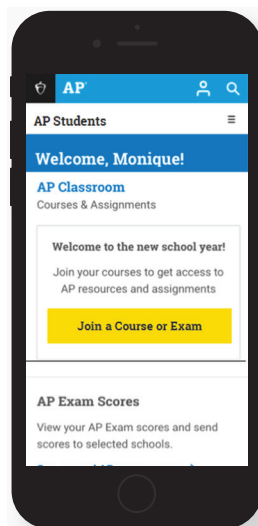 AP
AP Students
Welcome, Monique!
AP Classroom
Courses & Assignments
Welcome to the new school year!
Join your courses to get access to
AP resources and assignments
Join a Course or Exam
AP Exam Scores
View your AP Exam scores and send
scores to selected schools.